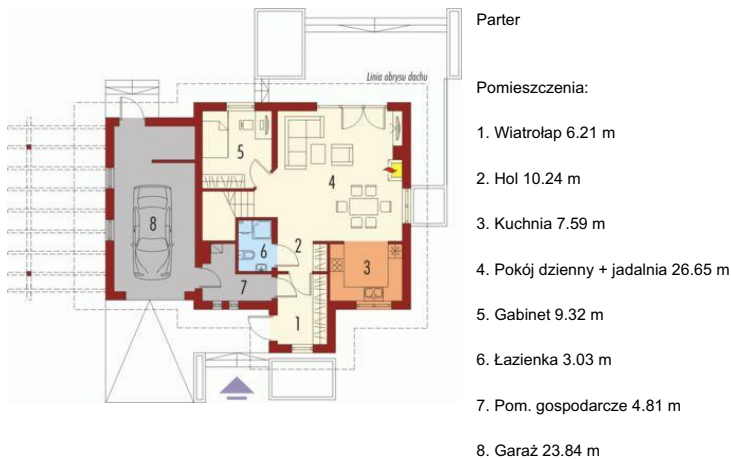 Parter
Linia obrysu dachu
Pomieszczenia:
1. Wiatrołap 6.21 m
2. Hol 10.24 m
3. Kuchnia 7.59 m
4. Pokój dzienny + jadalnia 26.65 m
5. Gabinet 9.32 m
6. Łazienka 3.03 m
7. Pom. gospodarcze 4.81 m
8. Garaż 23.84 m
5
4
8
2
6
3
7
1